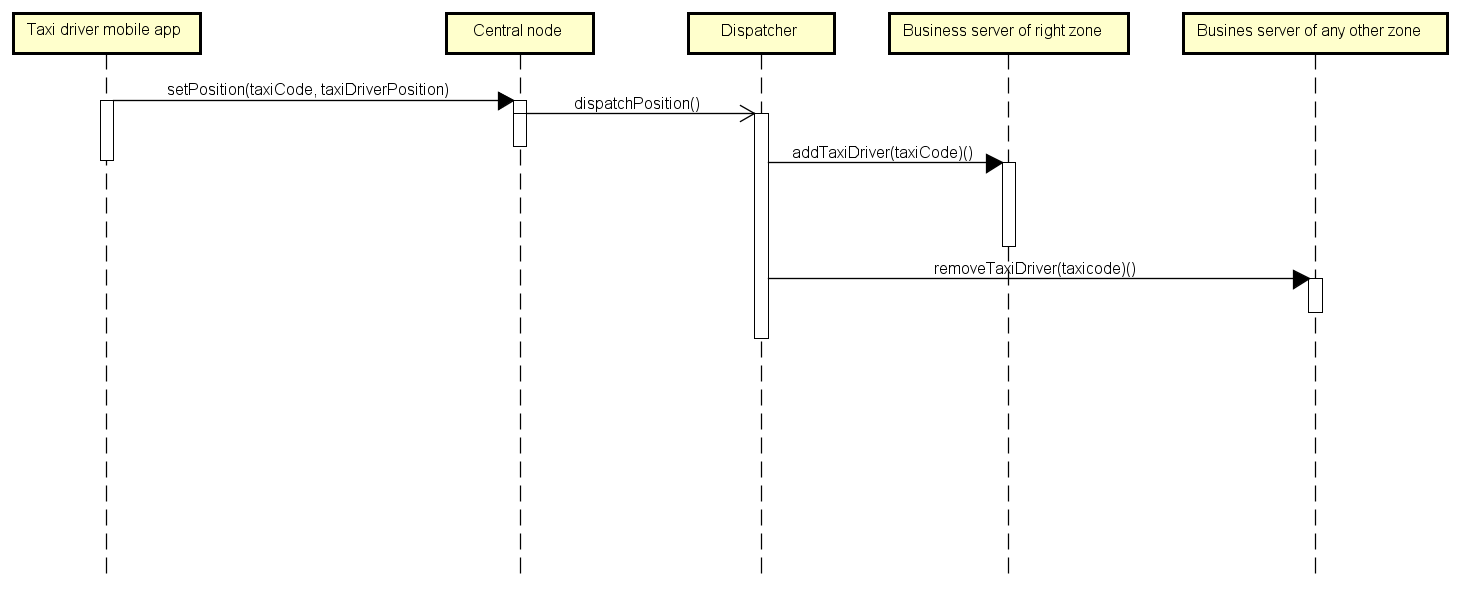 Taxi driver mobile app
Central node
Dispatcher
Business server of right zone
Busines server of any other zone
setPosition(taxiCode, taxiDriverPosition)
dispatchPosition()
addTaxiDriver(taxiCode)()
removeTaxiDriver(taxicode)()